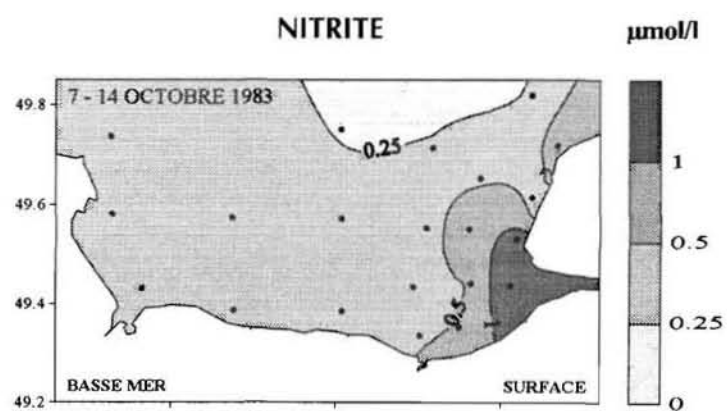 NITRITE
µmol/l
7 - 14 OCTOBRE 1983
49.8
49.6
49.4
49.2
0.25
0.5
1
BASSE MER
SURFACE
1
0.5
0.25
0